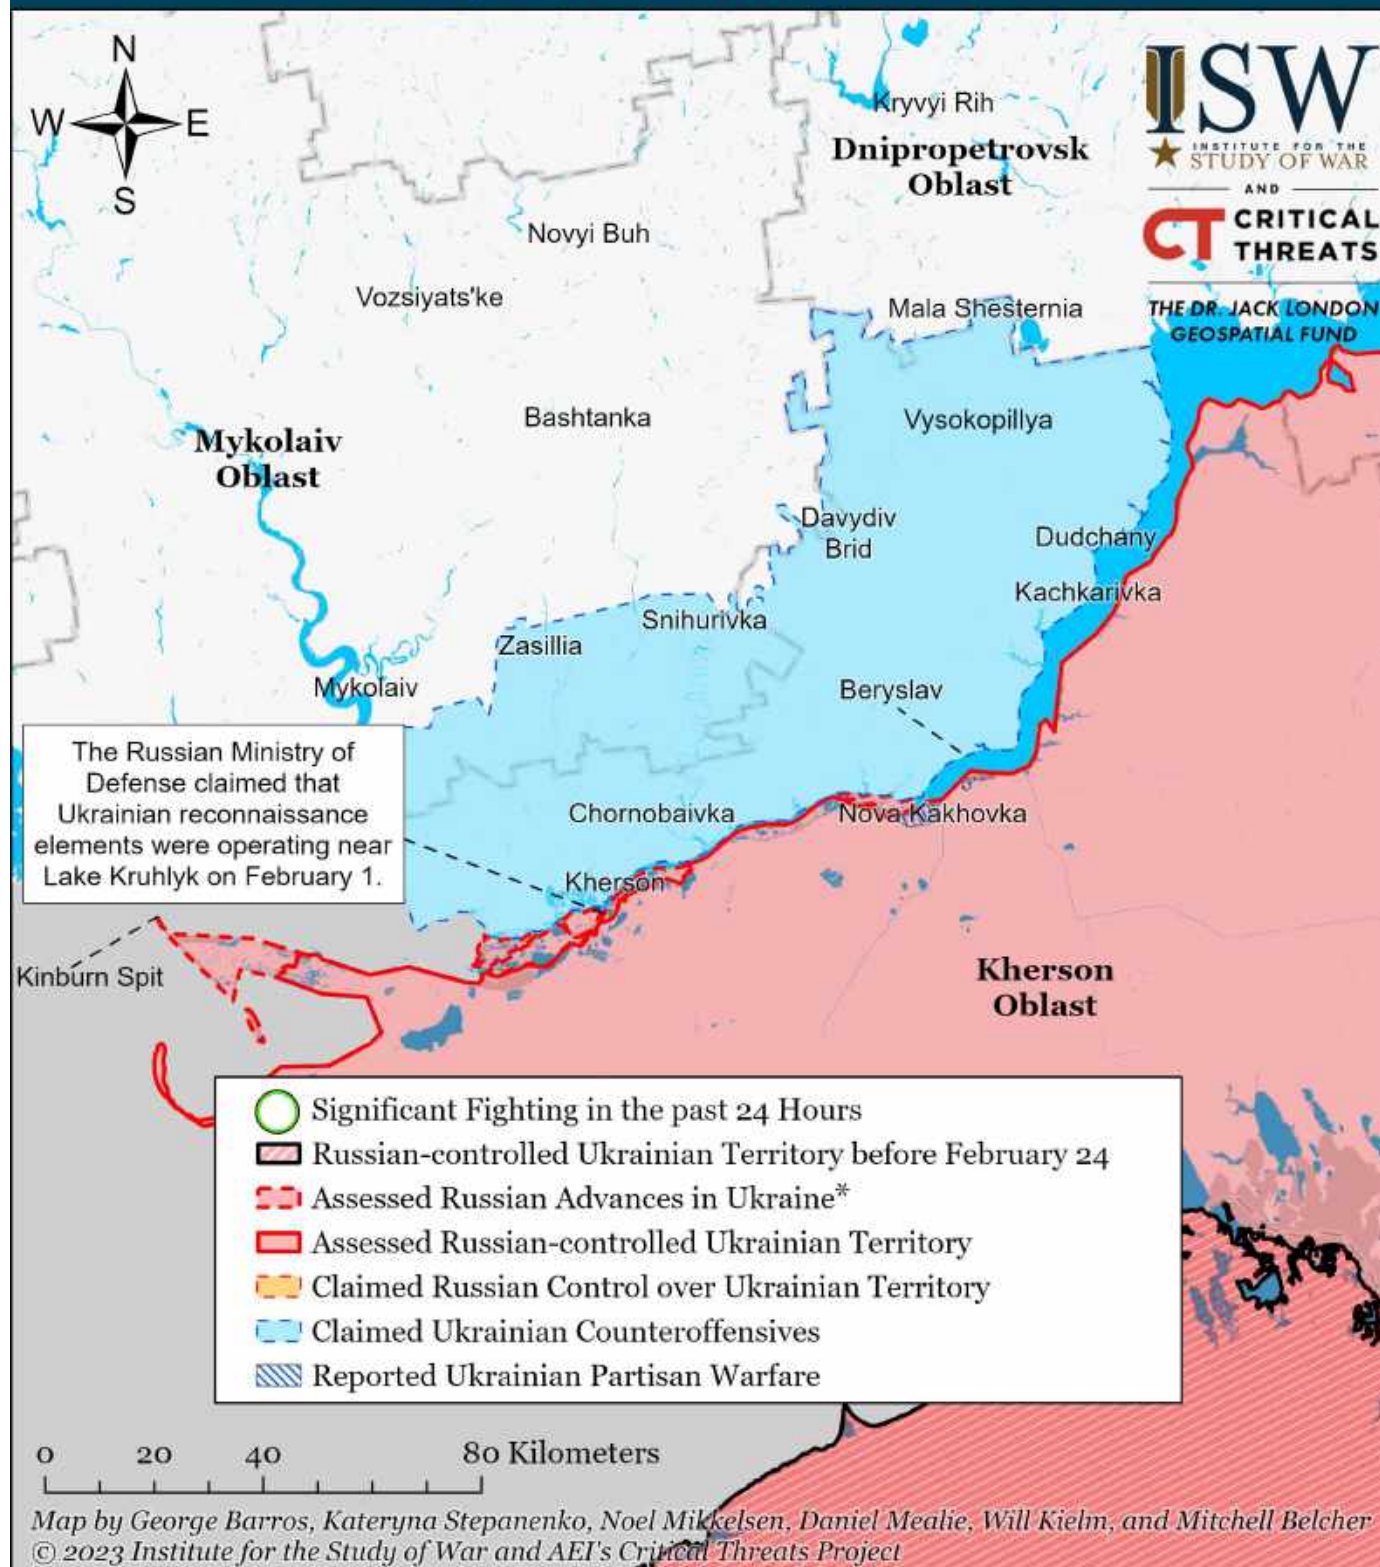 N
W
E
S
ISW
INSTITUTE FOR THE
STUDY OF WAR
AND
CT CRITICAL
THREATS
THE DR. JACK LONDON
GEOSPATIAL FUND
Kryvyi Rih
Dnipropetrovsk
Oblast
Novyi Buh
Vozsiyats'ke
Mala Shesternia
Bashtanka
Vysokopillya
Mykolaiv
Oblast
Davydiv
Brid
Dudchany
Kachkarivka
Snihurivka
Zasillia
Mykolaiv
Beryslav
The Russian Ministry of
Defense claimed that
Ukrainian reconnaissance
elements were operating near
Lake Kruhlyk on February 1.
Chornobaivka
Nova Kakhovka
Kherson
Kinburn Spit
Kherson
Oblast
Significant Fighting in the past 24 Hours
Russian-controlled Ukrainian Territory before February 24
Assessed Russian Advances in Ukraine*
Assessed Russian-controlled Ukrainian Territory
Claimed Russian Control over Ukrainian Territory
Claimed Ukrainian Counteroffensives
Reported Ukrainian Partisan Warfare
0 20 40 80 Kilometers
Map by George Barros, Kateryna Stepanenko, Noel Mikkelsen, Daniel Mealie, Will Kielm, and Mitchell Belcher
© 2023 Institute for the Study of War and AEI's Critical Threats Project